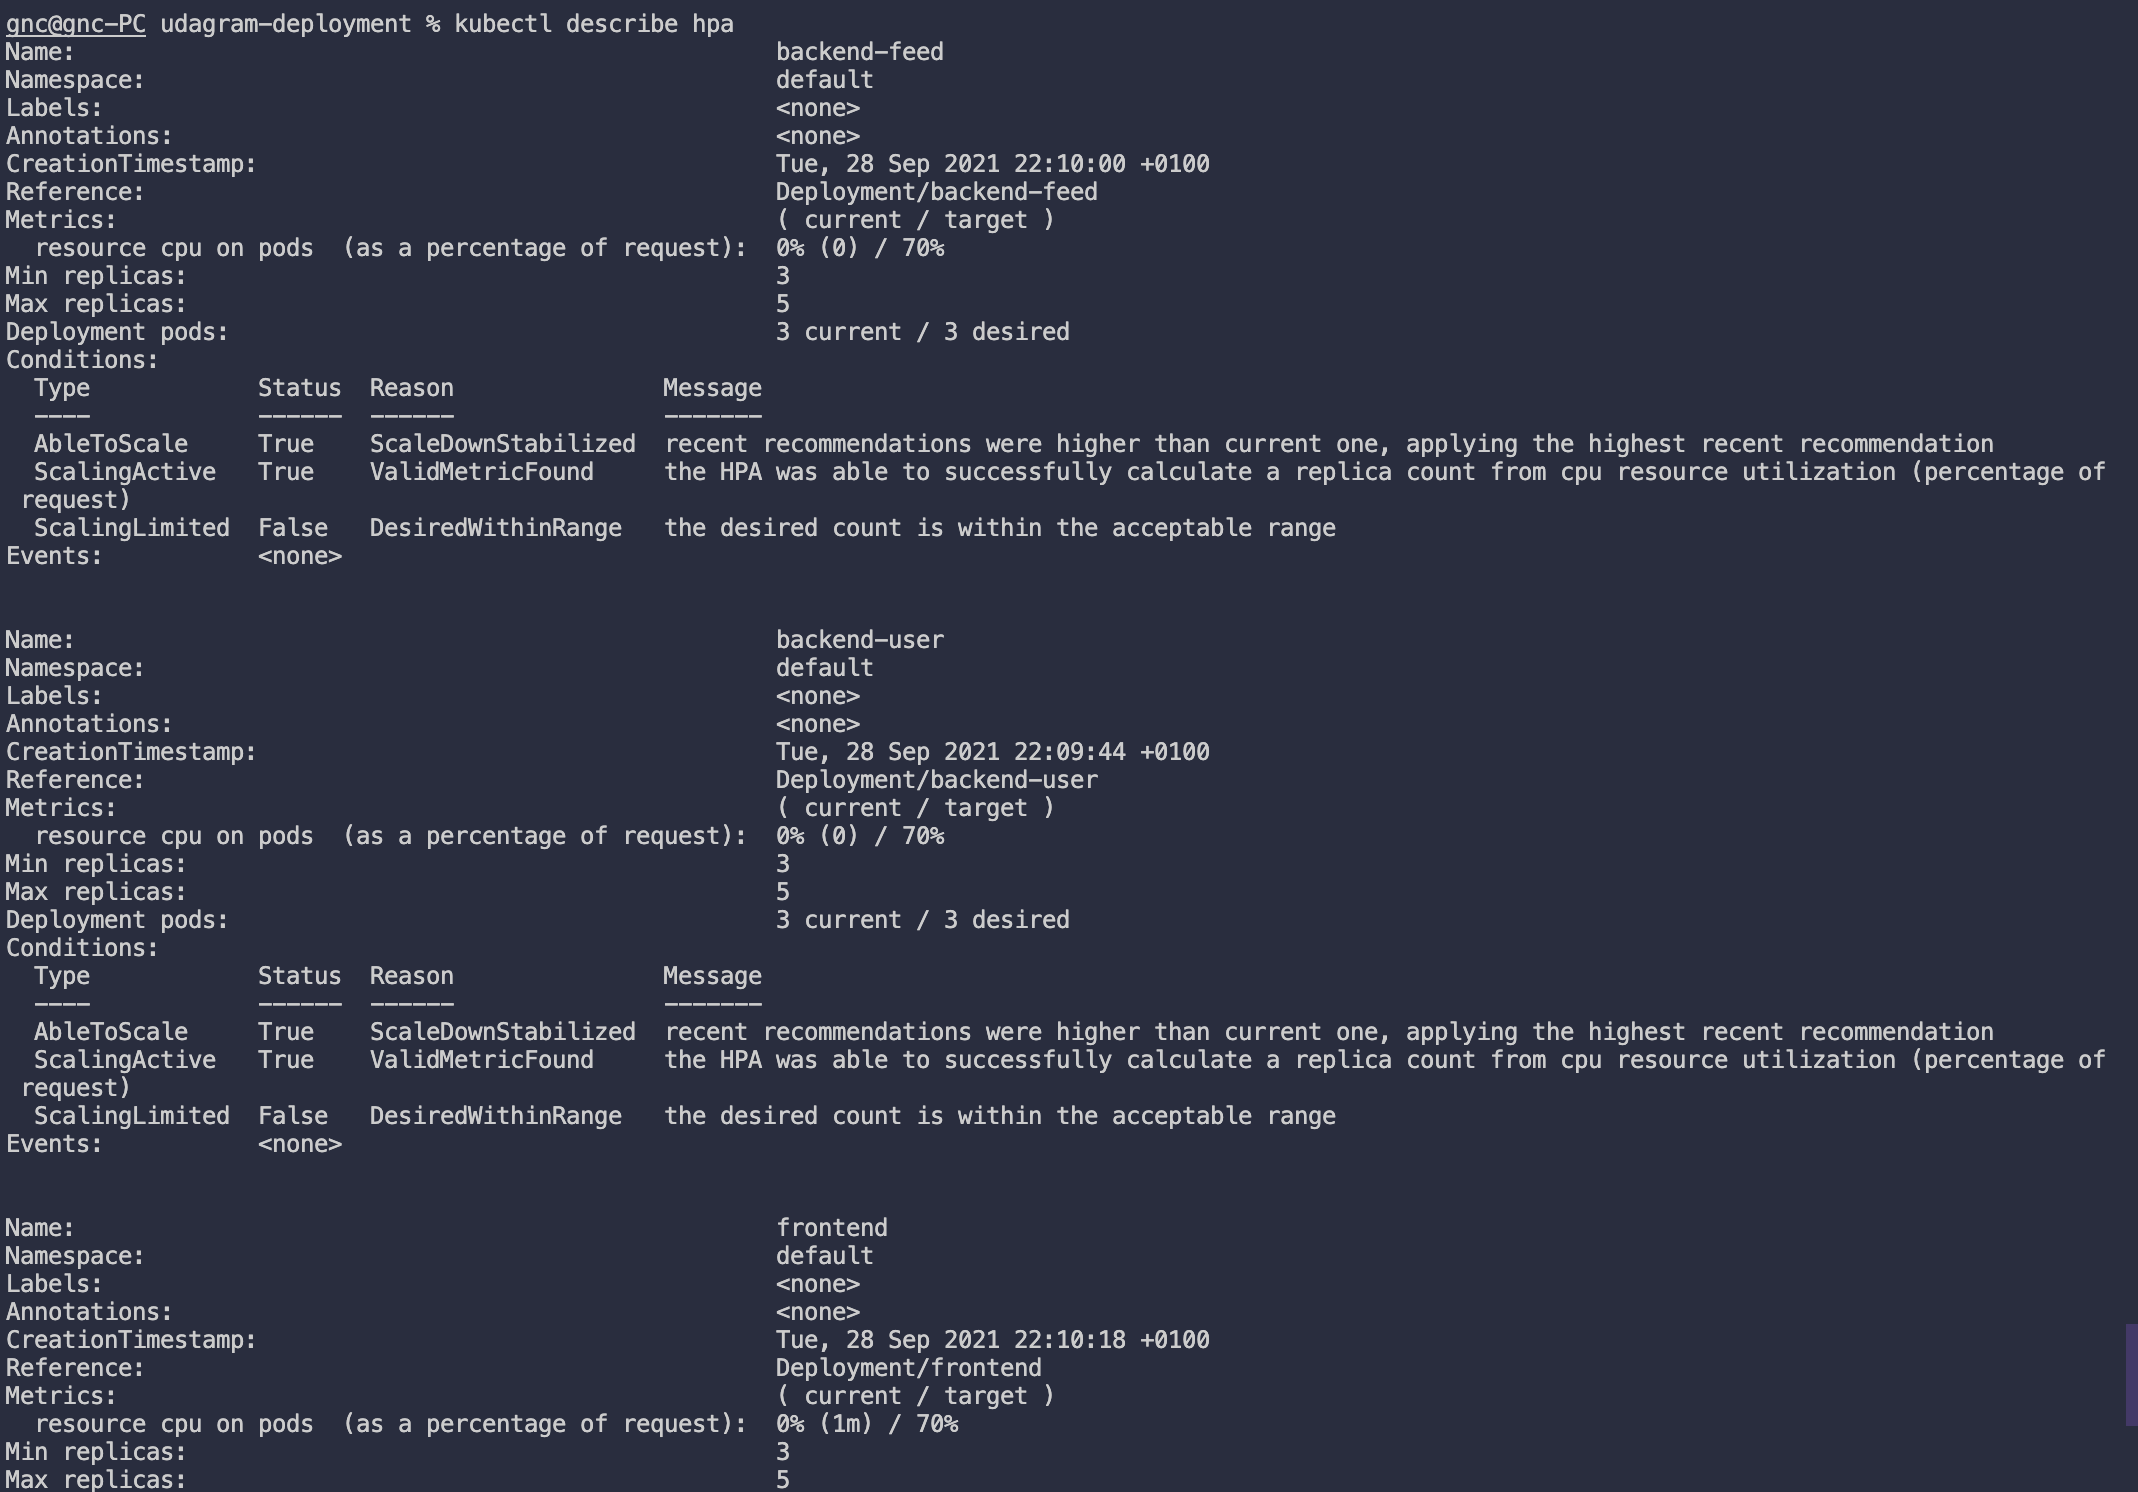 gnc@gnc-PC udagram-deployment % kubectl describe hpa
Name:                                                  backend-feed
Namespace:                                             default
Labels:                                                <none>
Annotations:                                           <none>
CreationTimestamp:                                     Tue, 28 Sep 2021 22:10:00 +0100
Reference:                                             Deployment/backend-feed
Metrics:                                               ( current / target )
  resource cpu on pods  (as a percentage of request):  0% (0) / 70%
Min replicas:                                          3
Max replicas:                                          5
Deployment pods:                                       3 current / 3 desired
Conditions:
  Type            Status  Reason               Message
  ----            ------  ------               -------
  AbleToScale     True    ScaleDownStabilized  recent recommendations were higher than current one, applying the highest recent recommendation
  ScalingActive   True    ValidMetricFound     the HPA was able to successfully calculate a replica count from cpu resource utilization (percentage of
 request)
  ScalingLimited  False   DesiredWithinRange   the desired count is within the acceptable range
Events:           <none>
Name:                                                  backend-user
Namespace:                                             default
Labels:                                                <none>
Annotations:                                           <none>
CreationTimestamp:                                     Tue, 28 Sep 2021 22:09:44 +0100
Reference:                                             Deployment/backend-user
Metrics:                                               ( current / target )
  resource cpu on pods  (as a percentage of request):  0% (0) / 70%
Min replicas:                                          3
Max replicas:                                          5
Deployment pods:                                       3 current / 3 desired
Conditions:
  Type            Status  Reason               Message
  ----            ------  ------               -------
  AbleToScale     True    ScaleDownStabilized  recent recommendations were higher than current one, applying the highest recent recommendation
  ScalingActive   True    ValidMetricFound     the HPA was able to successfully calculate a replica count from cpu resource utilization (percentage of
 request)
  ScalingLimited  False   DesiredWithinRange   the desired count is within the acceptable range
Events:           <none>
Name:                                                  frontend
Namespace:                                             default
Labels:                                                <none>
Annotations:                                           <none>
CreationTimestamp:                                     Tue, 28 Sep 2021 22:10:18 +0100
Reference:                                             Deployment/frontend
Metrics:                                               ( current / target )
  resource cpu on pods  (as a percentage of request):  0% (1m) / 70%
Min replicas:                                          3
Max replicas:                                          5